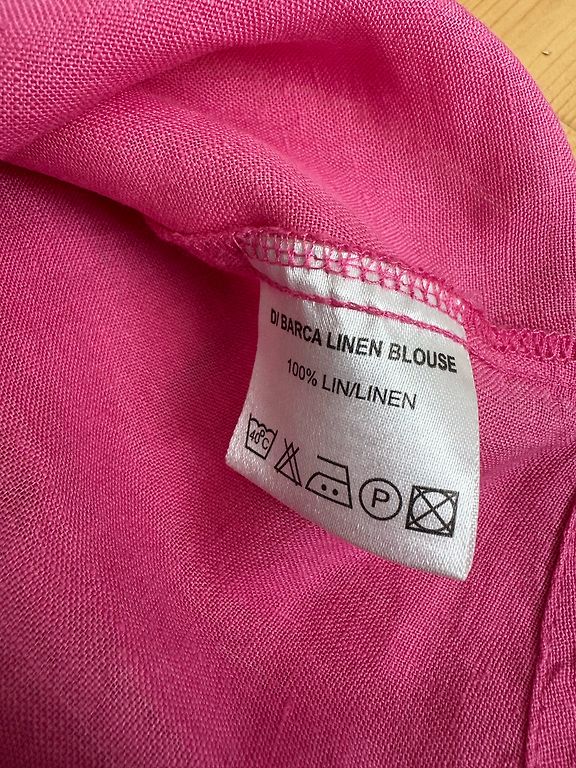 D/BARCA LINEN BLOUSE
100% LIN/LINEN
40°C P